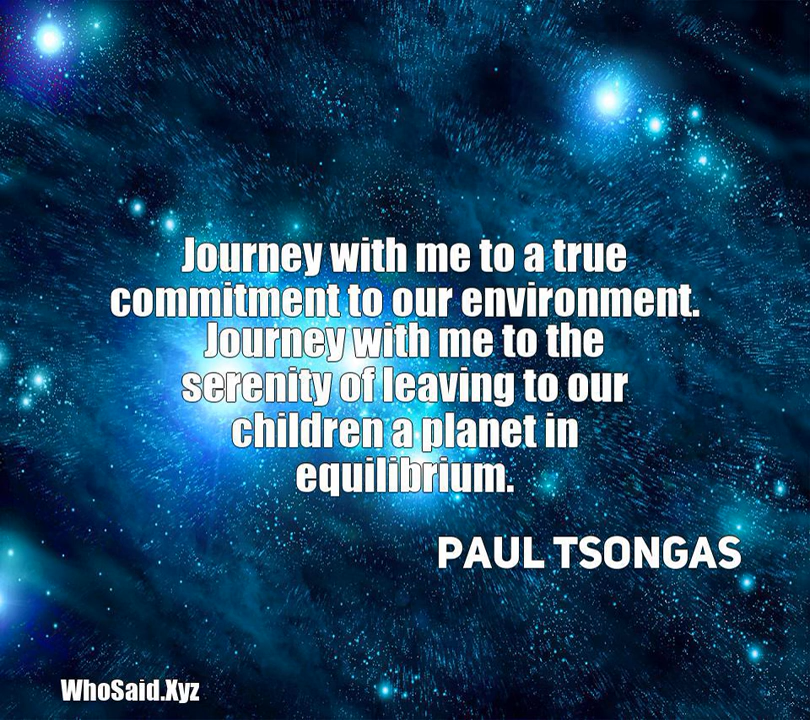 Journey with me to a true
commitment to our environment.
Journey with me to the
serenity of leaving to our
children a planet in
equilibrium.
PAUL TSONGAS
WhoSaid.Xyz